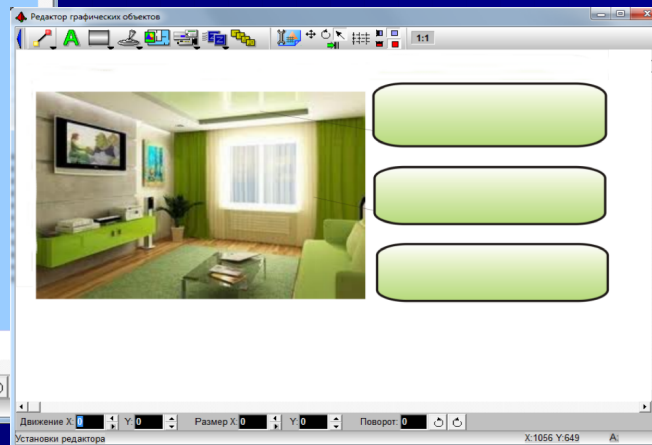 Редактор графических объектов
A
1:1
Движение X: 0 Y: 0 Размер X: 0 Y: 0 Поворот: 0
Установки редактора X:1056 Y:649 A: